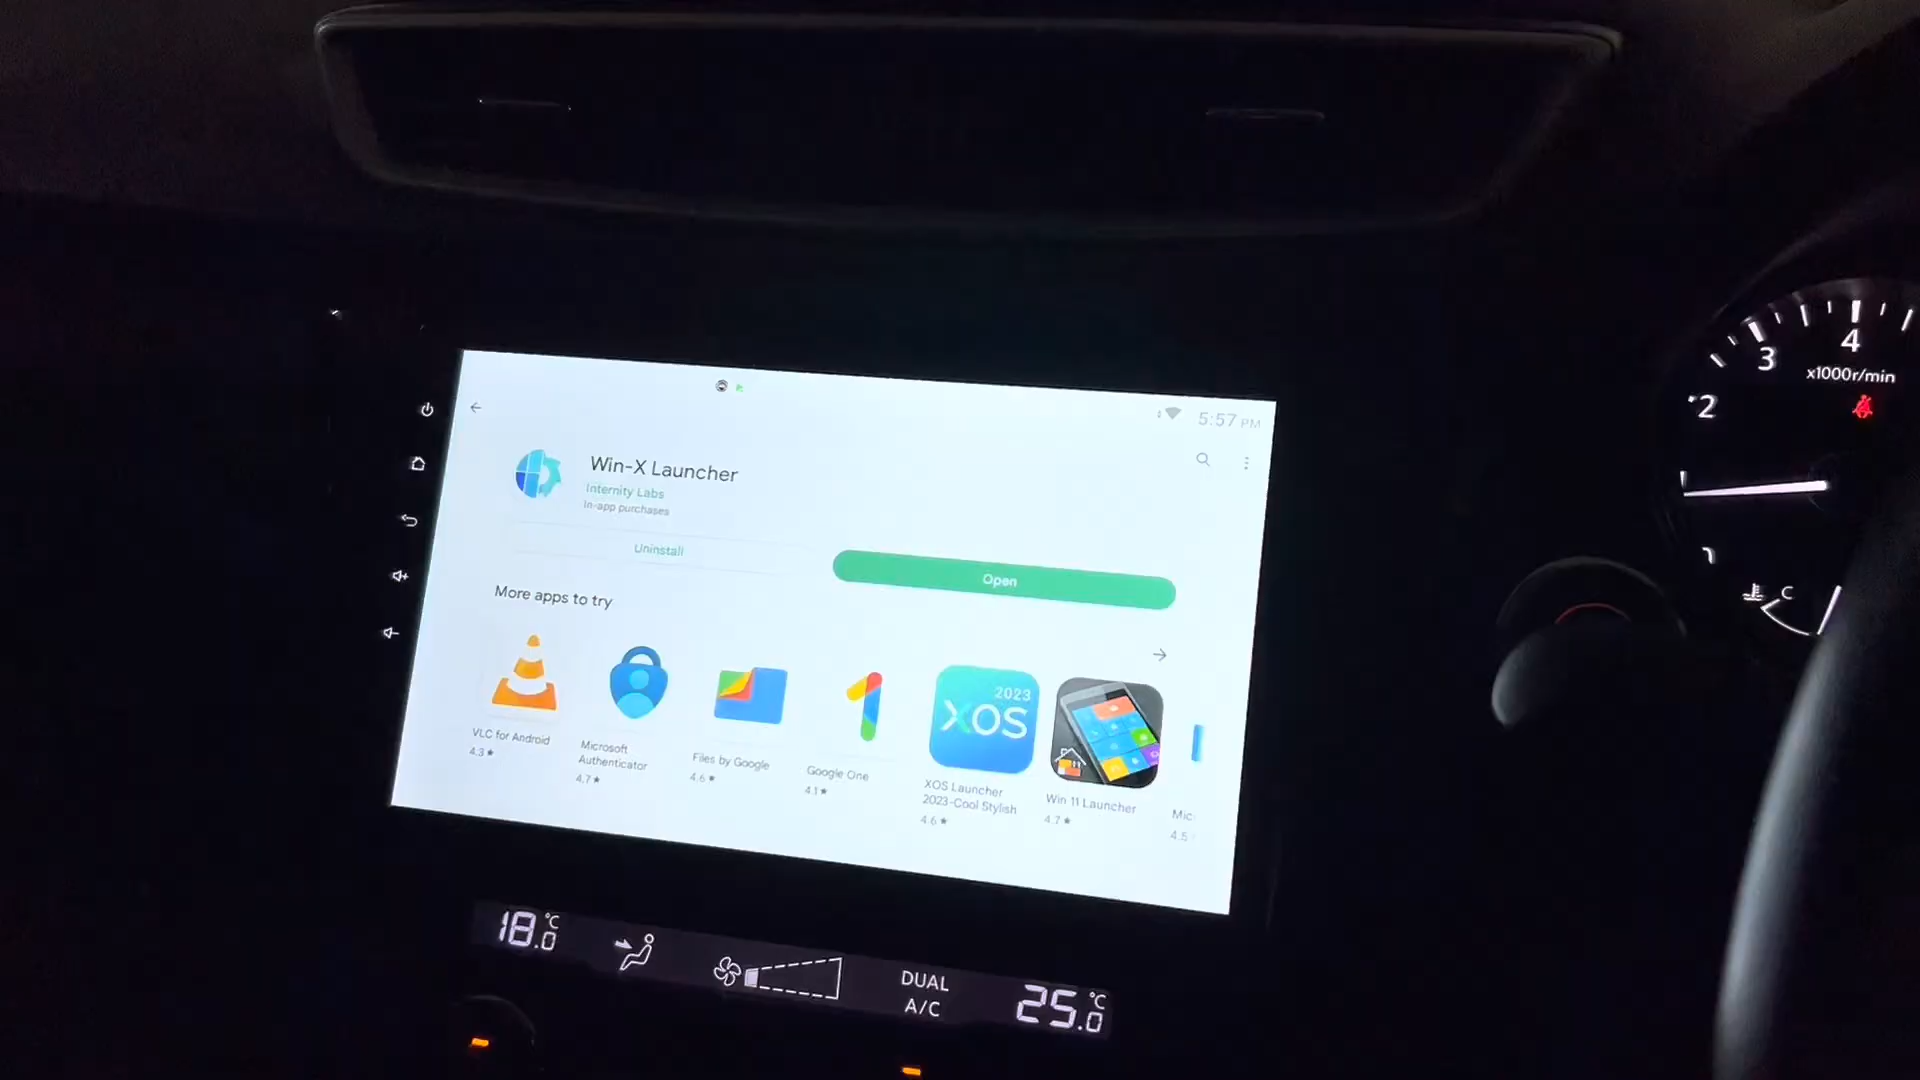 5:57 PM
Win-X Launcher
Internity Labs
In-app purchases
Uninstall
Open
More apps to try
VLC for Android
4.3★
Microsoft
Authenticator
4.7★
Files by Google
4.6★
Google One
4.1★
2023
XOS
XOS Launcher
2023-Cool Stylish
4.6★
Win 11 Launcher
4.7★
Mic
4.5
18.0°C
DUAL
A/C
25.0°C
1
2
3
4
x1000r/min
C